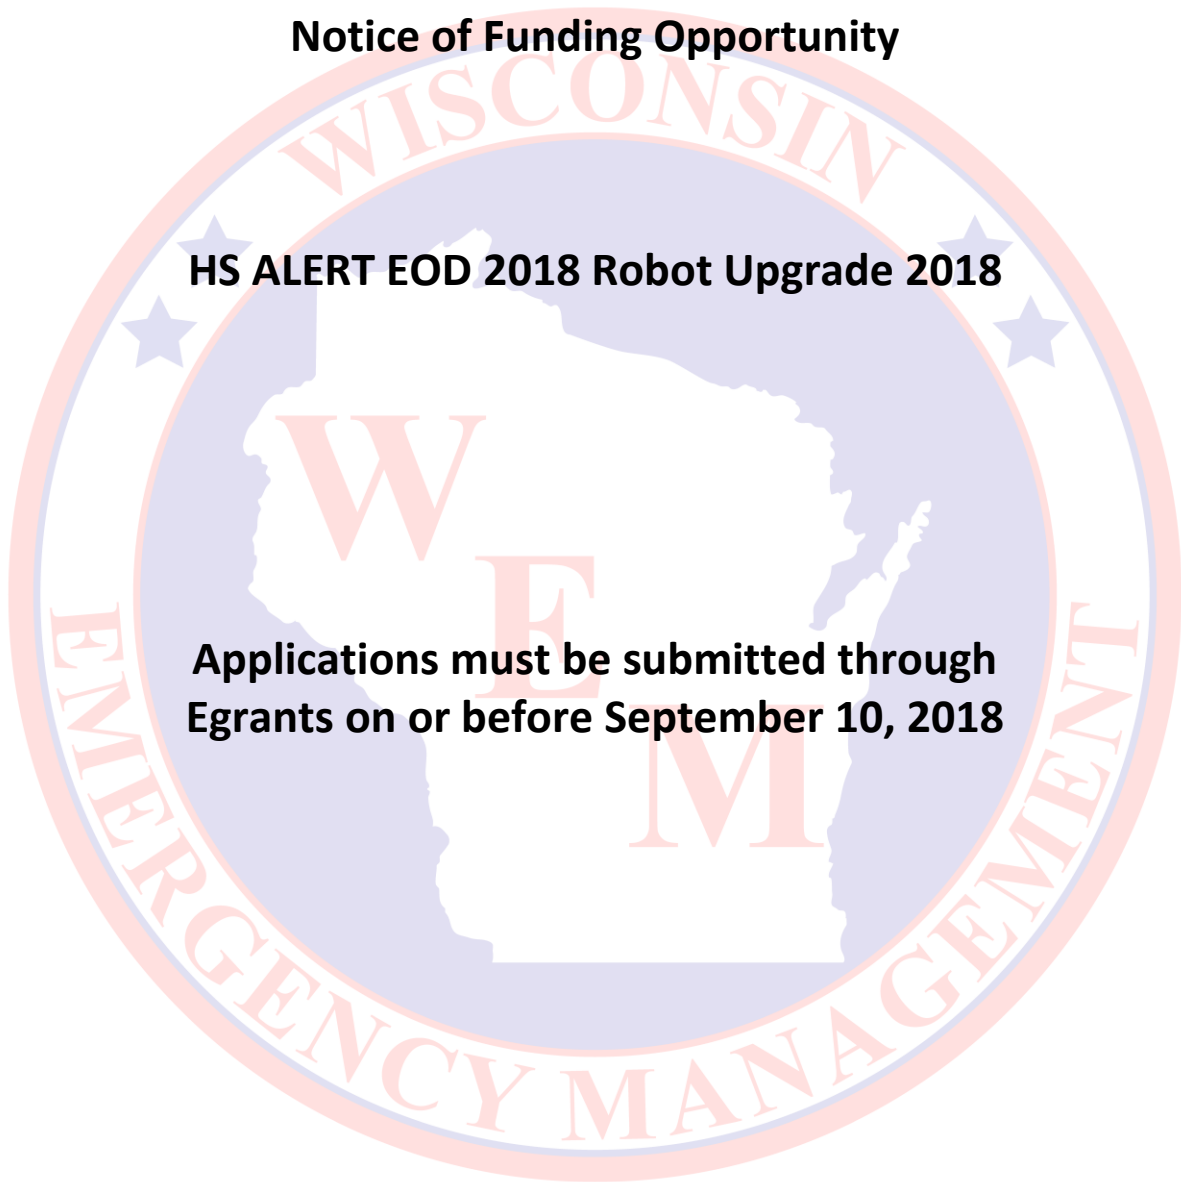 Notice of Funding Opportunity
WISCONSIN
HS ALERT EOD 2018 Robot Upgrade 2018
W
E
M
Applications must be submitted through
Egrants on or before September 10, 2018
EMERGENCY MANAGEMENT